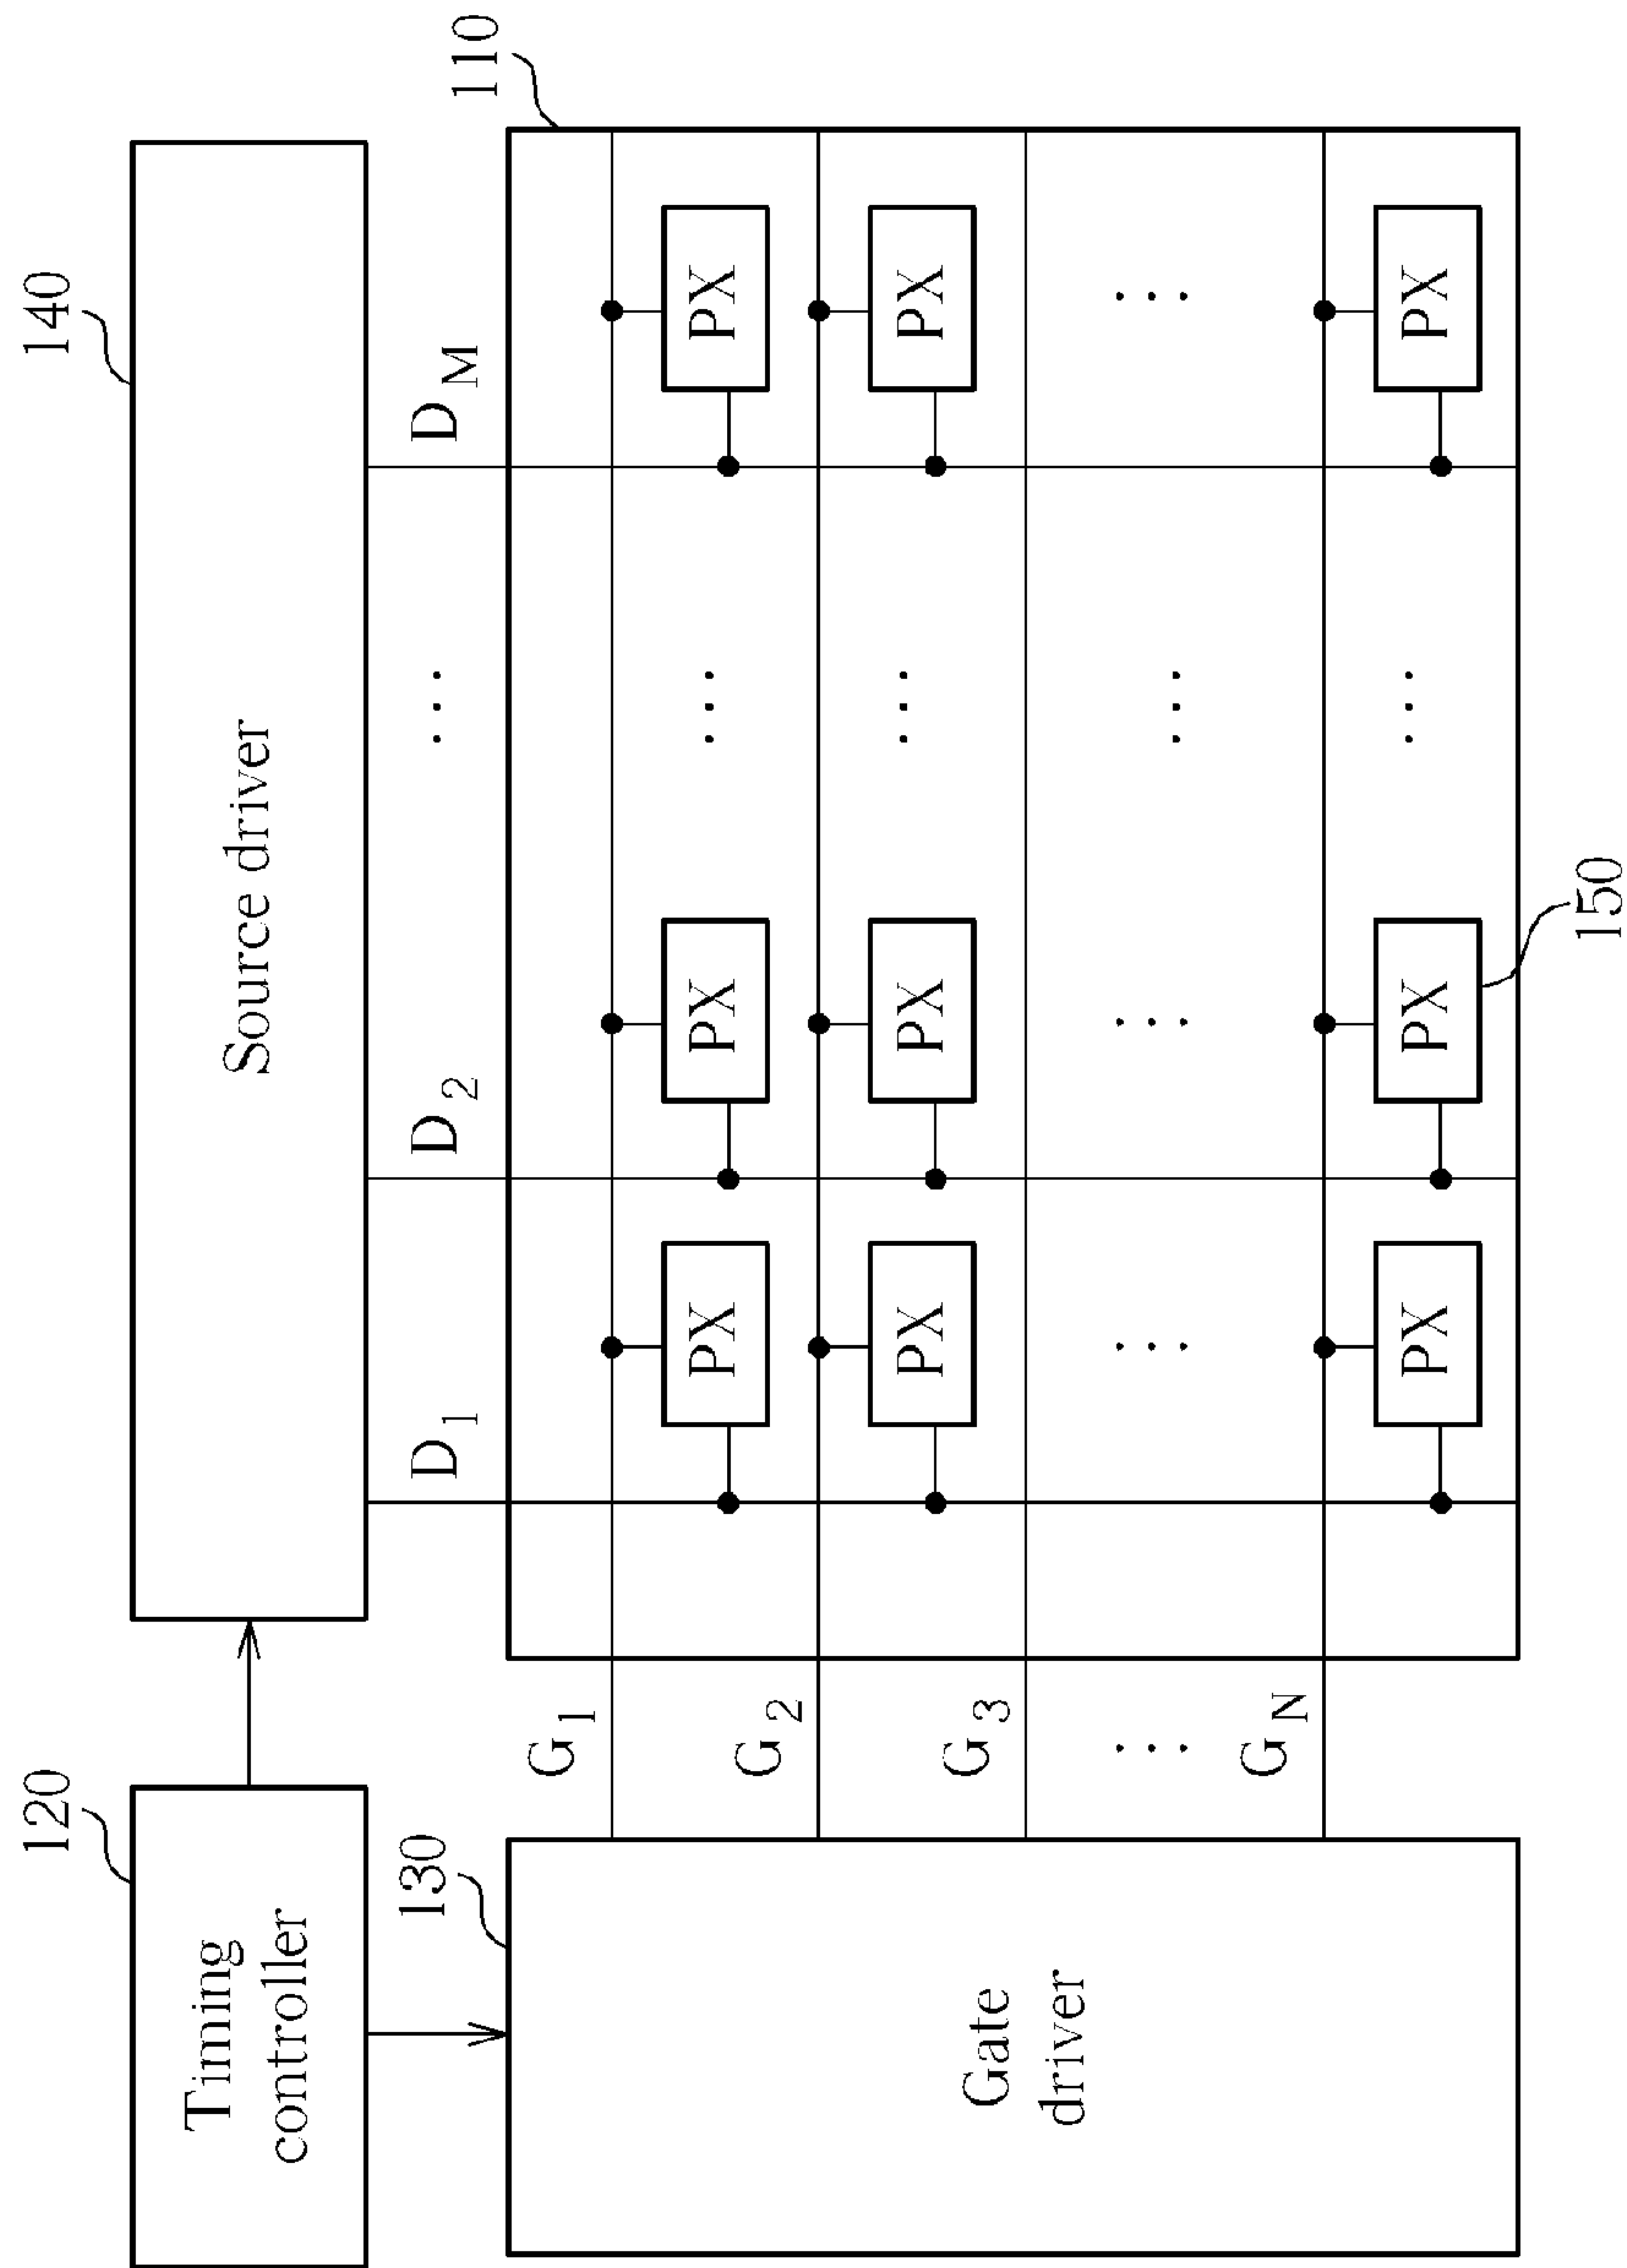 120
140
Timing
controller
Source driver
130
D1
D2
...
DM
110
Gate
driver
G1
G2
G3
...
GN
PX
PX
...
PX
PX
PX
...
PX
...
...
...
...
...
PX
PX
...
PX
150